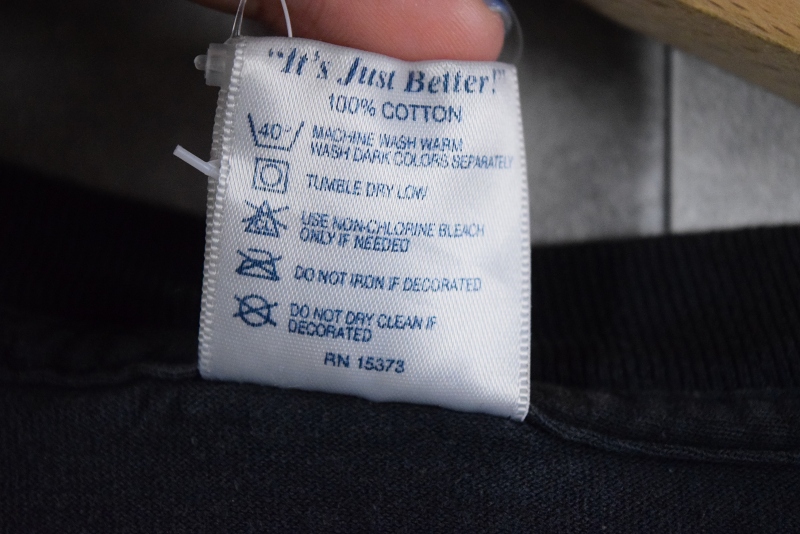 "It's Just Better!"
100% COTTON
40° MACHINE WASH WARM
WASH DARK COLORS SEPARATELY
TUMBLE DRY LOW
USE NON-CHLORINE BLEACH
ONLY IF NEEDED
DO NOT IRON IF DECORATED
DO NOT DRY CLEAN IF
DECORATED
RN 15373